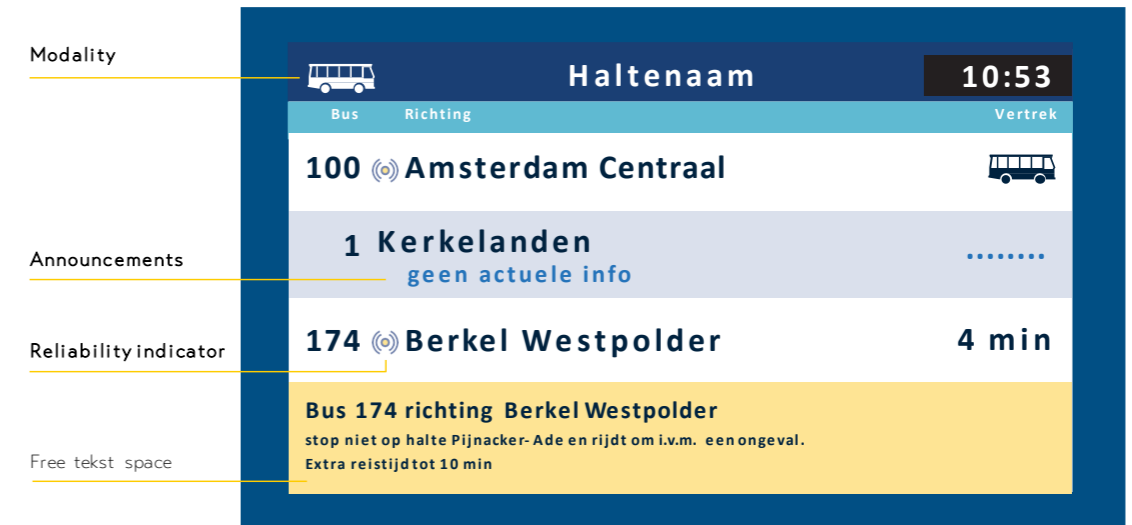 Modality
Haltenaam 10:53
Bus Richting Vertrek
100 Amsterdam Centraal
1 Kerkelanden ........
Announcements
geen actuele info
Reliability indicator
174 Berkel Westpolder 4 min
Bus 174 richting Berkel Westpolder
stop niet op halte Pijnacker-Ade en rijdt om i.v.m. een ongeval.
Free tekst space
Extra reistijd tot 10 min